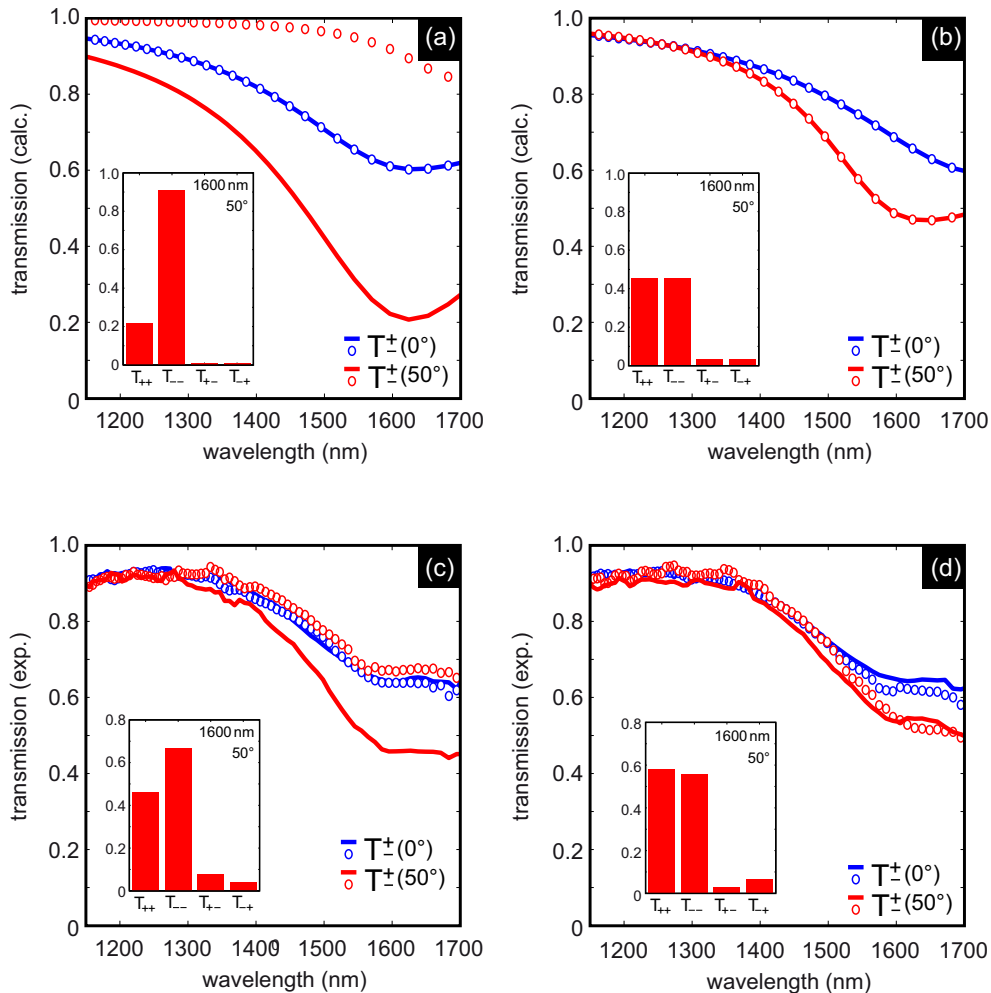 (a)
transmission (calc.)
1.0
0.8
0.6
0.4
0.2
0
1.0
0.8
0.6
0.4
0.2
0
1600 nm
50°
T++ T−− T+− T−+
T±(0°)
T±(50°)
1200 1300 1400 1500 1600 1700
wavelength (nm)
(b)
transmission (calc.)
1.0
0.8
0.6
0.4
0.2
0
1.0
0.8
0.6
0.4
0.2
0
1600 nm
50°
T++ T−− T+− T−+
T±(0°)
T±(50°)
1200 1300 1400 1500 1600 1700
wavelength (nm)
(c)
transmission (exp.)
1.0
0.8
0.6
0.4
0.2
0
0.8
0.6
0.4
0.2
0
1600 nm
50°
T++ T−− T+− T−+
T±(0°)
T±(50°)
1200 1300 1400 1500 1600 1700
wavelength (nm)
(d)
transmission (exp.)
1.0
0.8
0.6
0.4
0.2
0
0.8
0.6
0.4
0.2
0
1600 nm
50°
T++ T−− T+− T−+
T±(0°)
T±(50°)
1200 1300 1400 1500 1600 1700
wavelength (nm)